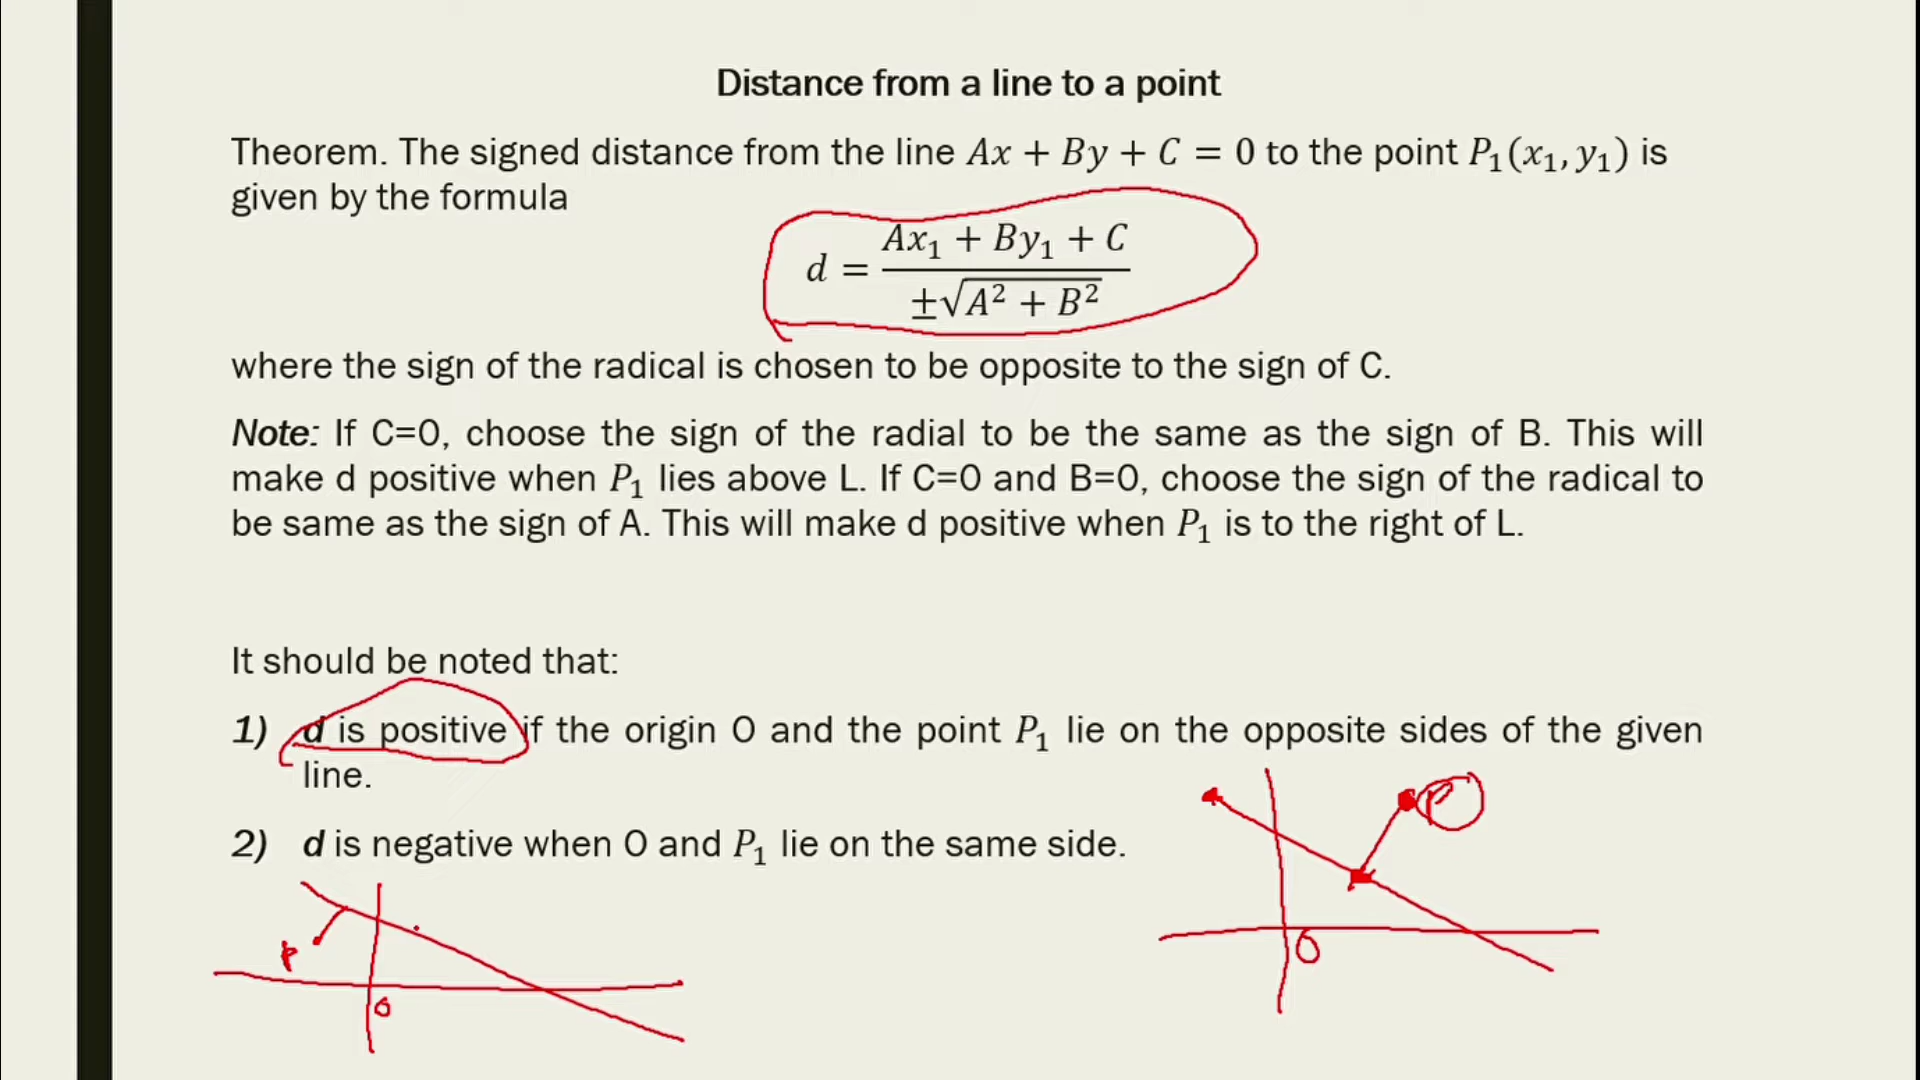 Distance from a line to a point
Theorem. The signed distance from the line Ax + By + C = 0 to the point P₁(x₁, y₁) is
given by the formula
d = (Ax₁ + By₁ + C) / (±√(A² + B²))
where the sign of the radical is chosen to be opposite to the sign of C.
Note: If C=0, choose the sign of the radial to be the same as the sign of B. This will
make d positive when P₁ lies above L. If C=0 and B=0, choose the sign of the radical to
be same as the sign of A. This will make d positive when P₁ is to the right of L.
It should be noted that:
1) d is positive if the origin O and the point P₁ lie on the opposite sides of the given
line.
2) d is negative when O and P₁ lie on the same side.
P
O
P
O